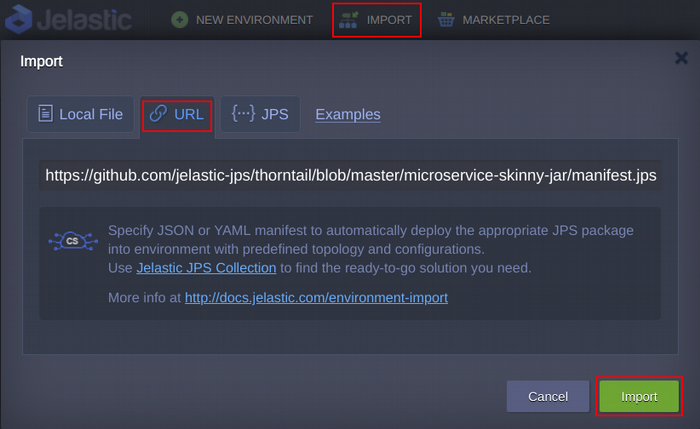 Jelastic NEW ENVIRONMENT IMPORT MARKETPLACE
Import
Local File URL {···} JPS Examples
https://github.com/jelastic-jps/thorntail/blob/master/microservice-skinny-jar/manifest.jps
CS
Specify JSON or YAML manifest to automatically deploy the appropriate JPS package
into environment with predefined topology and configurations.
Use Jelastic JPS Collection to find the ready-to-go solution you need.
More info at http://docs.jelastic.com/environment-import
Cancel Import